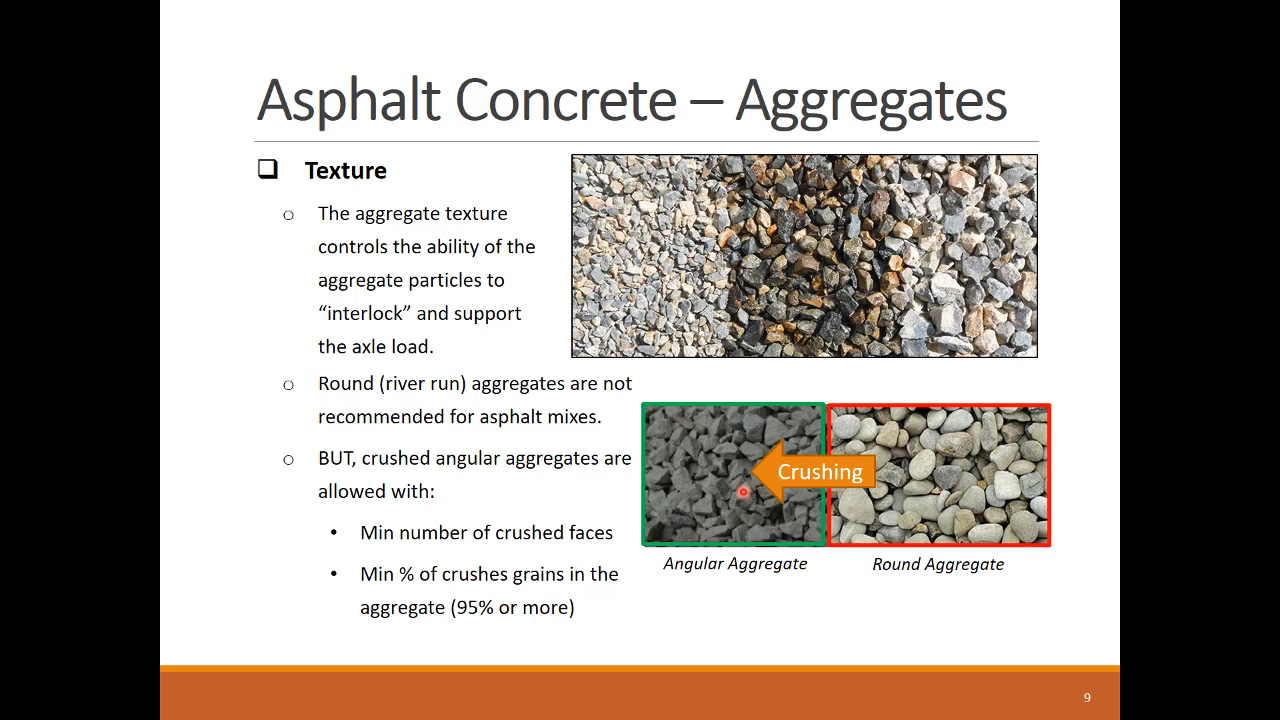 Asphalt Concrete – Aggregates
Texture
The aggregate texture
controls the ability of the
aggregate particles to
“interlock” and support
the axle load.
Round (river run) aggregates are not
recommended for asphalt mixes.
BUT, crushed angular aggregates are
allowed with:
Min number of crushed faces
Min % of crushes grains in the
aggregate (95% or more)
Crushing
Angular Aggregate
Round Aggregate
9